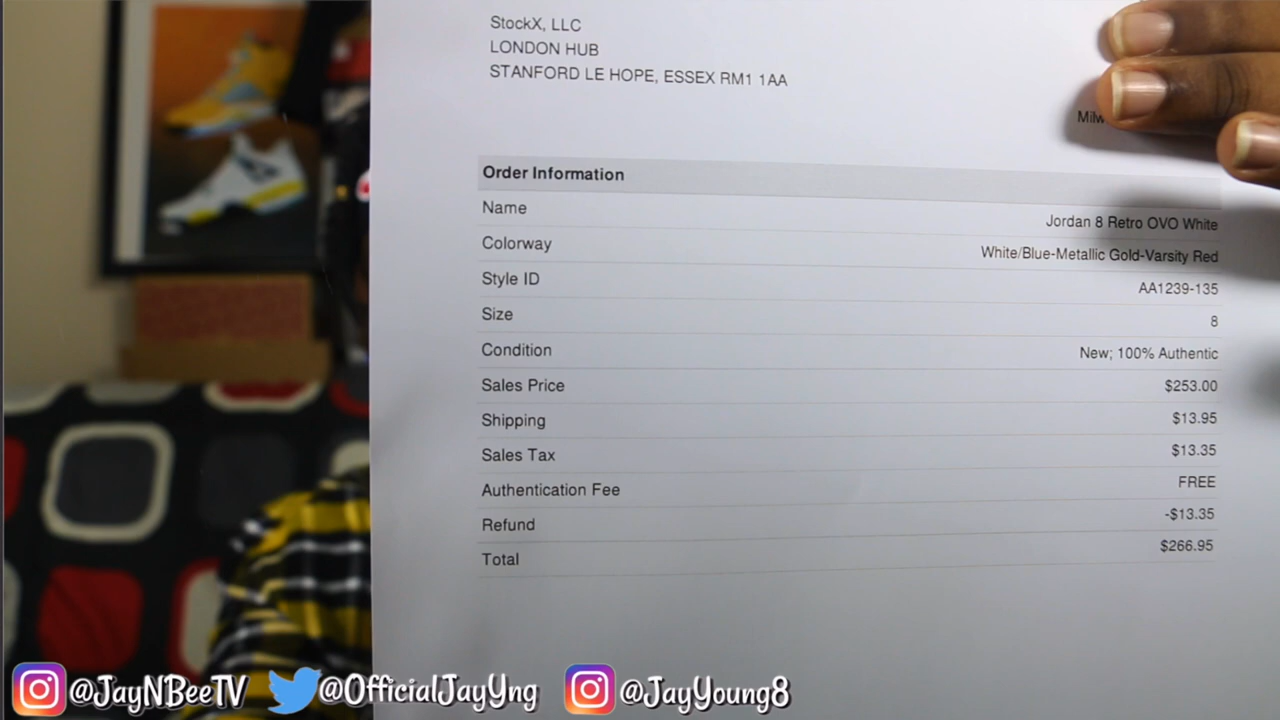 StockX, LLC
LONDON HUB
STANFORD LE HOPE, ESSEX RM1 1AA
Order Information
Name Jordan 8 Retro OVO White
Colorway White/Blue-Metallic Gold-Varsity Red
Style ID AA1239-135
Size 8
Condition New; 100% Authentic
Sales Price $253.00
Shipping $13.95
Sales Tax $13.35
Authentication Fee FREE
Refund -$13.35
Total $266.95
@JayNBeeTV @OfficialJayYng @JayYoung8